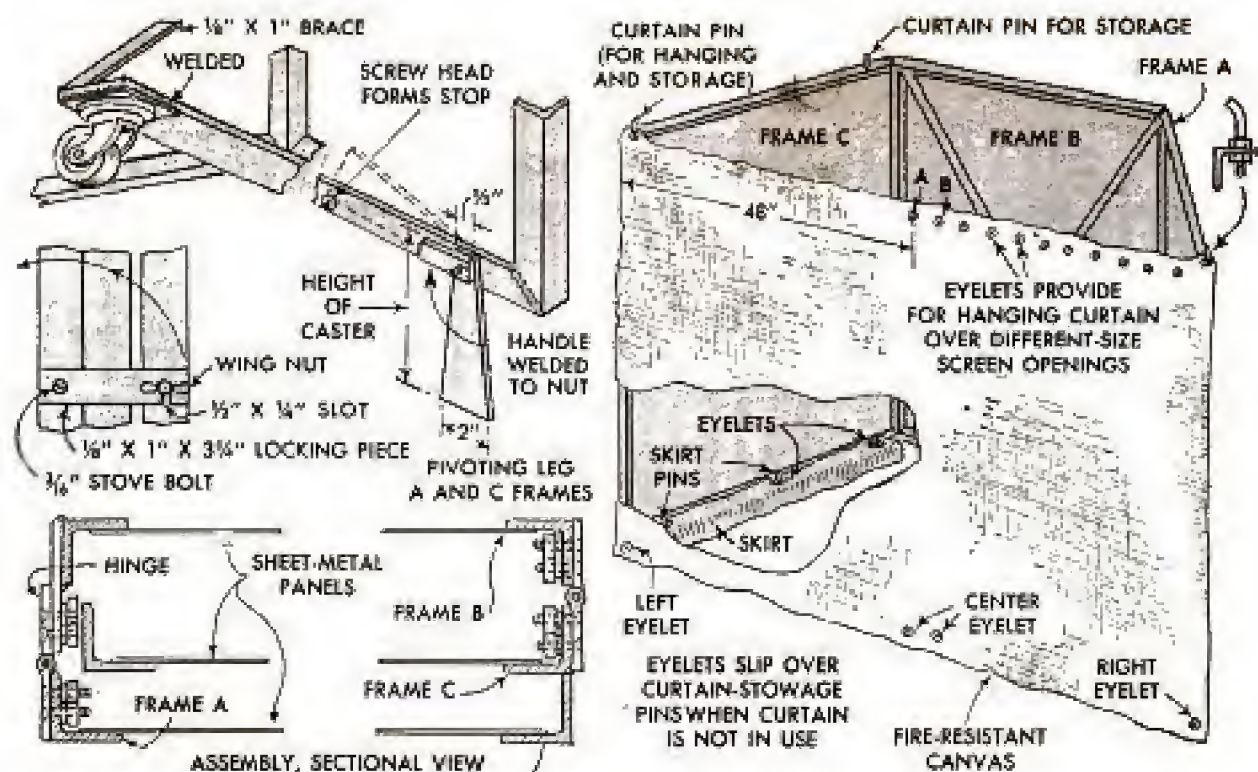 ⅛" X 1" BRACE
WELDED
SCREW HEAD
FORMS STOP
½"
HEIGHT
OF
CASTER
A
HANDLE
WELDED
TO NUT
2"
PIVOTING LEG
A AND C FRAMES
WING NUT
½" X ¼" SLOT
⅛" X 1" X 3¾" LOCKING PIECE
3/16" STOVE BOLT
HINGE
SHEET-METAL
PANELS
FRAME B
FRAME C
FRAME A
ASSEMBLY, SECTIONAL VIEW
CURTAIN PIN
(FOR HANGING
AND STORAGE)
CURTAIN PIN FOR STORAGE
FRAME A
FRAME C
FRAME B
A
B
48"
EYELETS PROVIDE
FOR HANGING CURTAIN
OVER DIFFERENT-SIZE
SCREEN OPENINGS
EYELETS
SKIRT
PINS
SKIRT
LEFT
EYELET
CENTER
EYELET
RIGHT
EYELET
EYELETS SLIP OVER
CURTAIN-STOWAGE
PINS WHEN CURTAIN
IS NOT IN USE
FIRE-RESISTANT
CANVAS